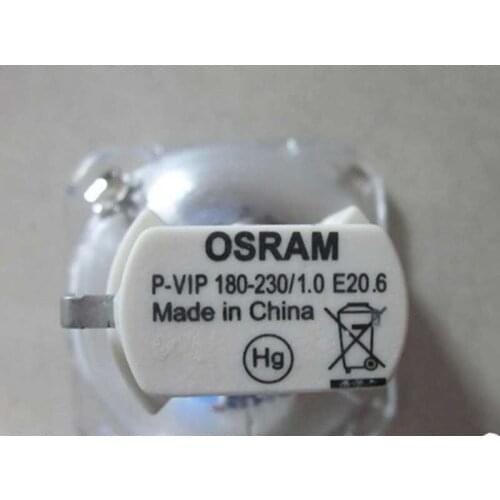 OSRAM
P-VIP 180-230/1.0 E20.6
Made in China
Hg